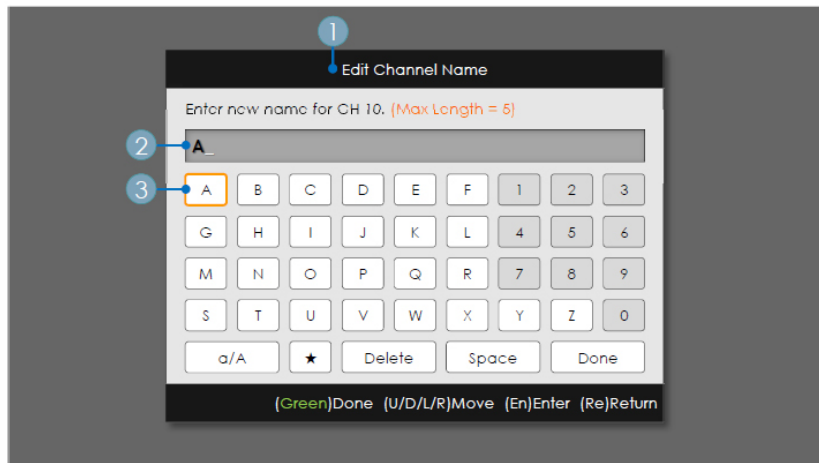 1
Edit Channel Name
Enter new name for CH 10. (Max Length = 5)
2 A_
3 A B C D E F 1 2 3
G H I J K L 4 5 6
M N O P Q R 7 8 9
S T U V W X Y Z 0
a/A ★ Delete Space Done
(Green)Done (U/D/L/R)Move (En)Enter (Re)Return